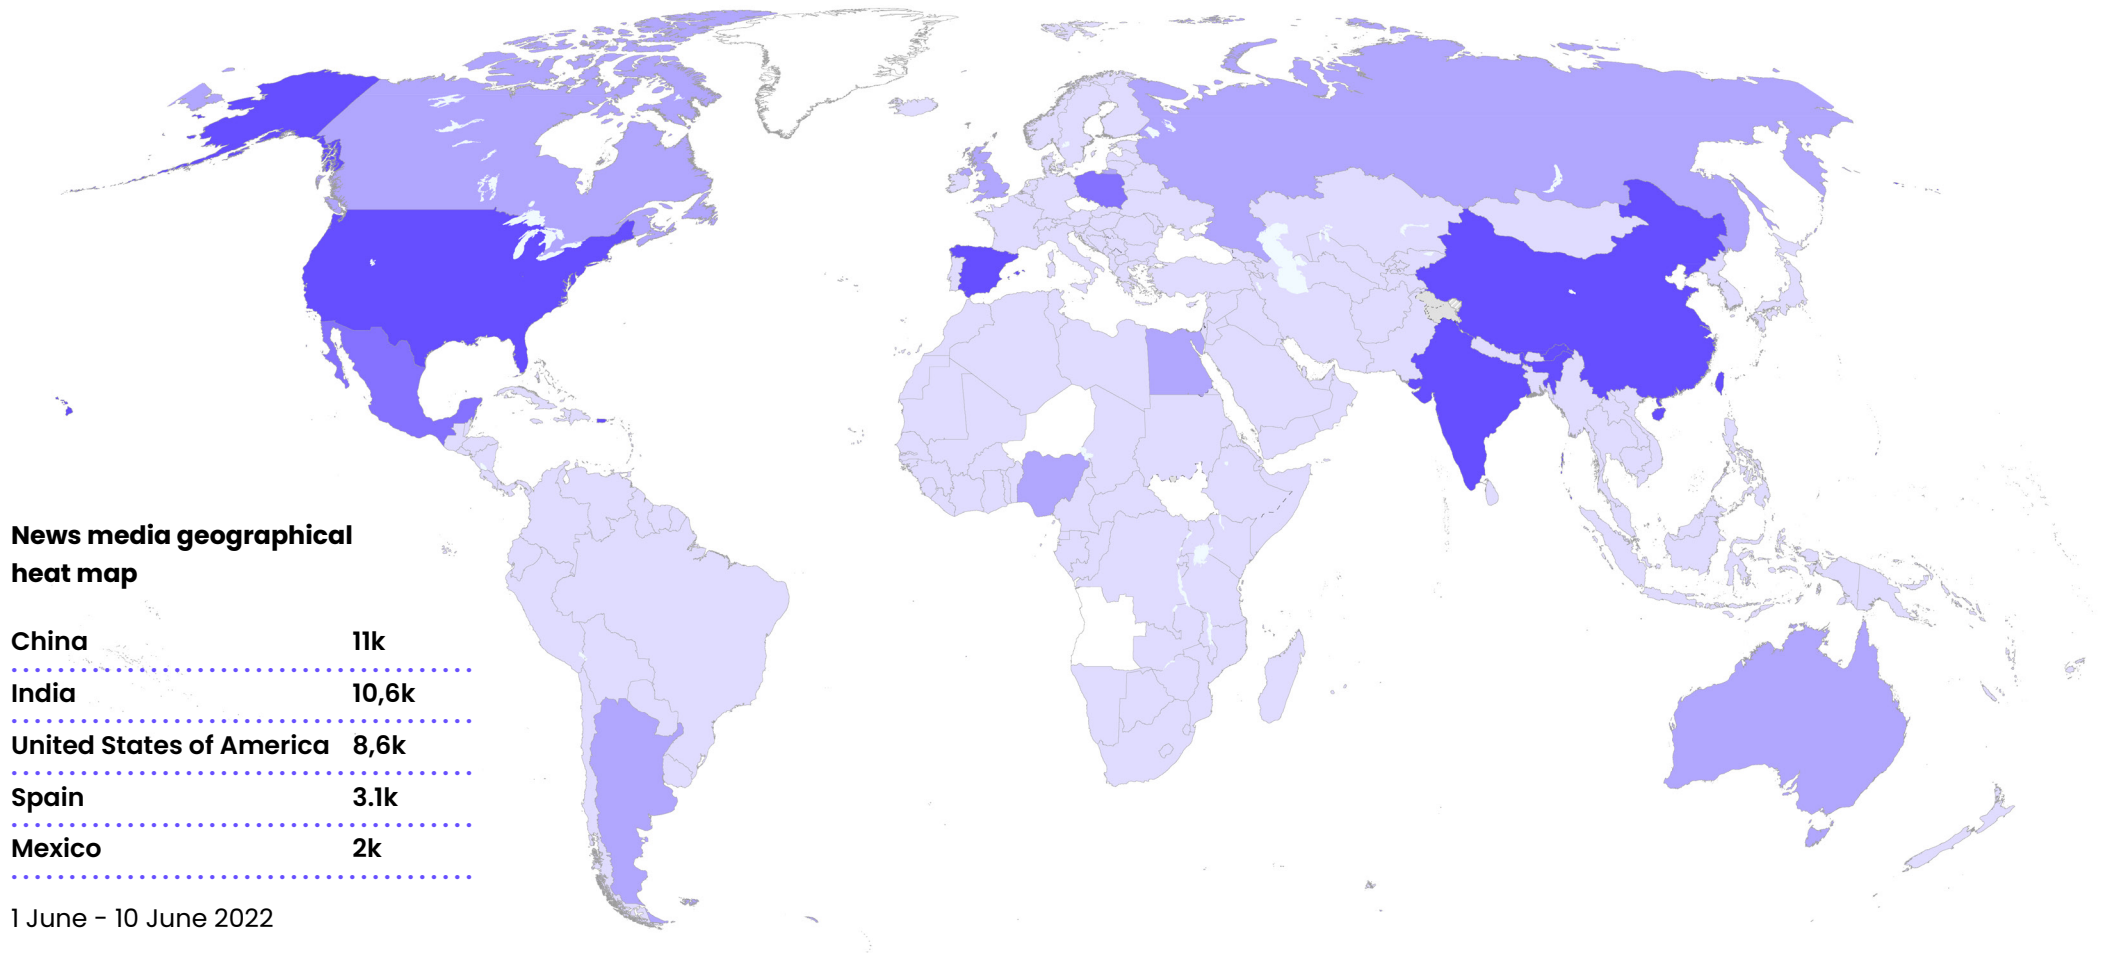 News media geographical
heat map
China 11k
India 10,6k
United States of America 8,6k
Spain 3.1k
Mexico 2k
1 June - 10 June 2022